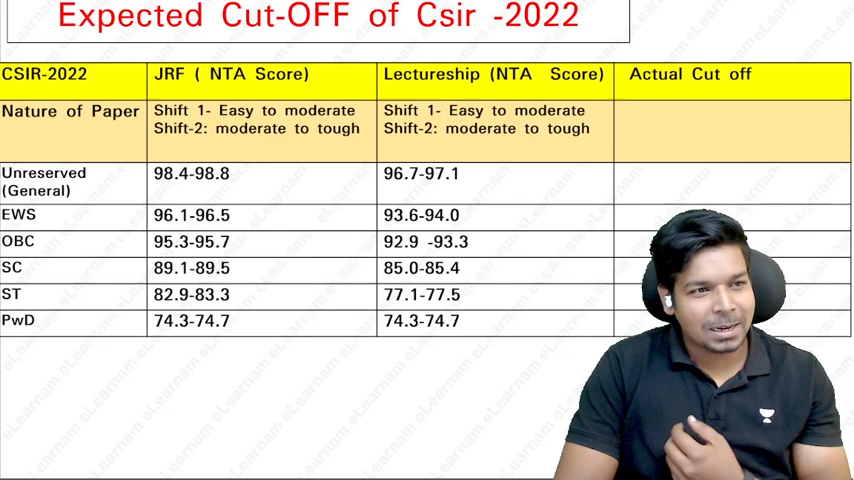 Expected Cut-OFF of Csir -2022
CSIR-2022 JRF ( NTA Score) Lectureship (NTA Score) Actual Cut off
Nature of Paper Shift 1- Easy to moderate Shift 1- Easy to moderate
Shift-2: moderate to tough Shift-2: moderate to tough
Unreserved 98.4-98.8 96.7-97.1
(General)
EWS 96.1-96.5 93.6-94.0
OBC 95.3-95.7 92.9 -93.3
SC 89.1-89.5 85.0-85.4
ST 82.9-83.3 77.1-77.5
PwD 74.3-74.7 74.3-74.7
eLearnam eLearnam eLearnam eLearnam eLearnam